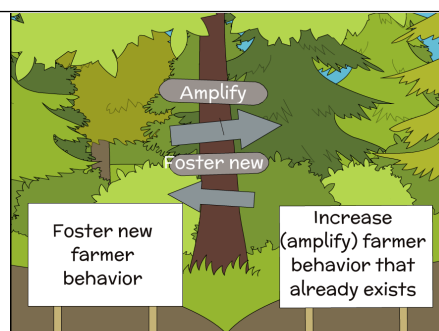 Amplify
Foster new
Foster new
farmer
behavior
Increase
(amplify) farmer
behavior that
already exists